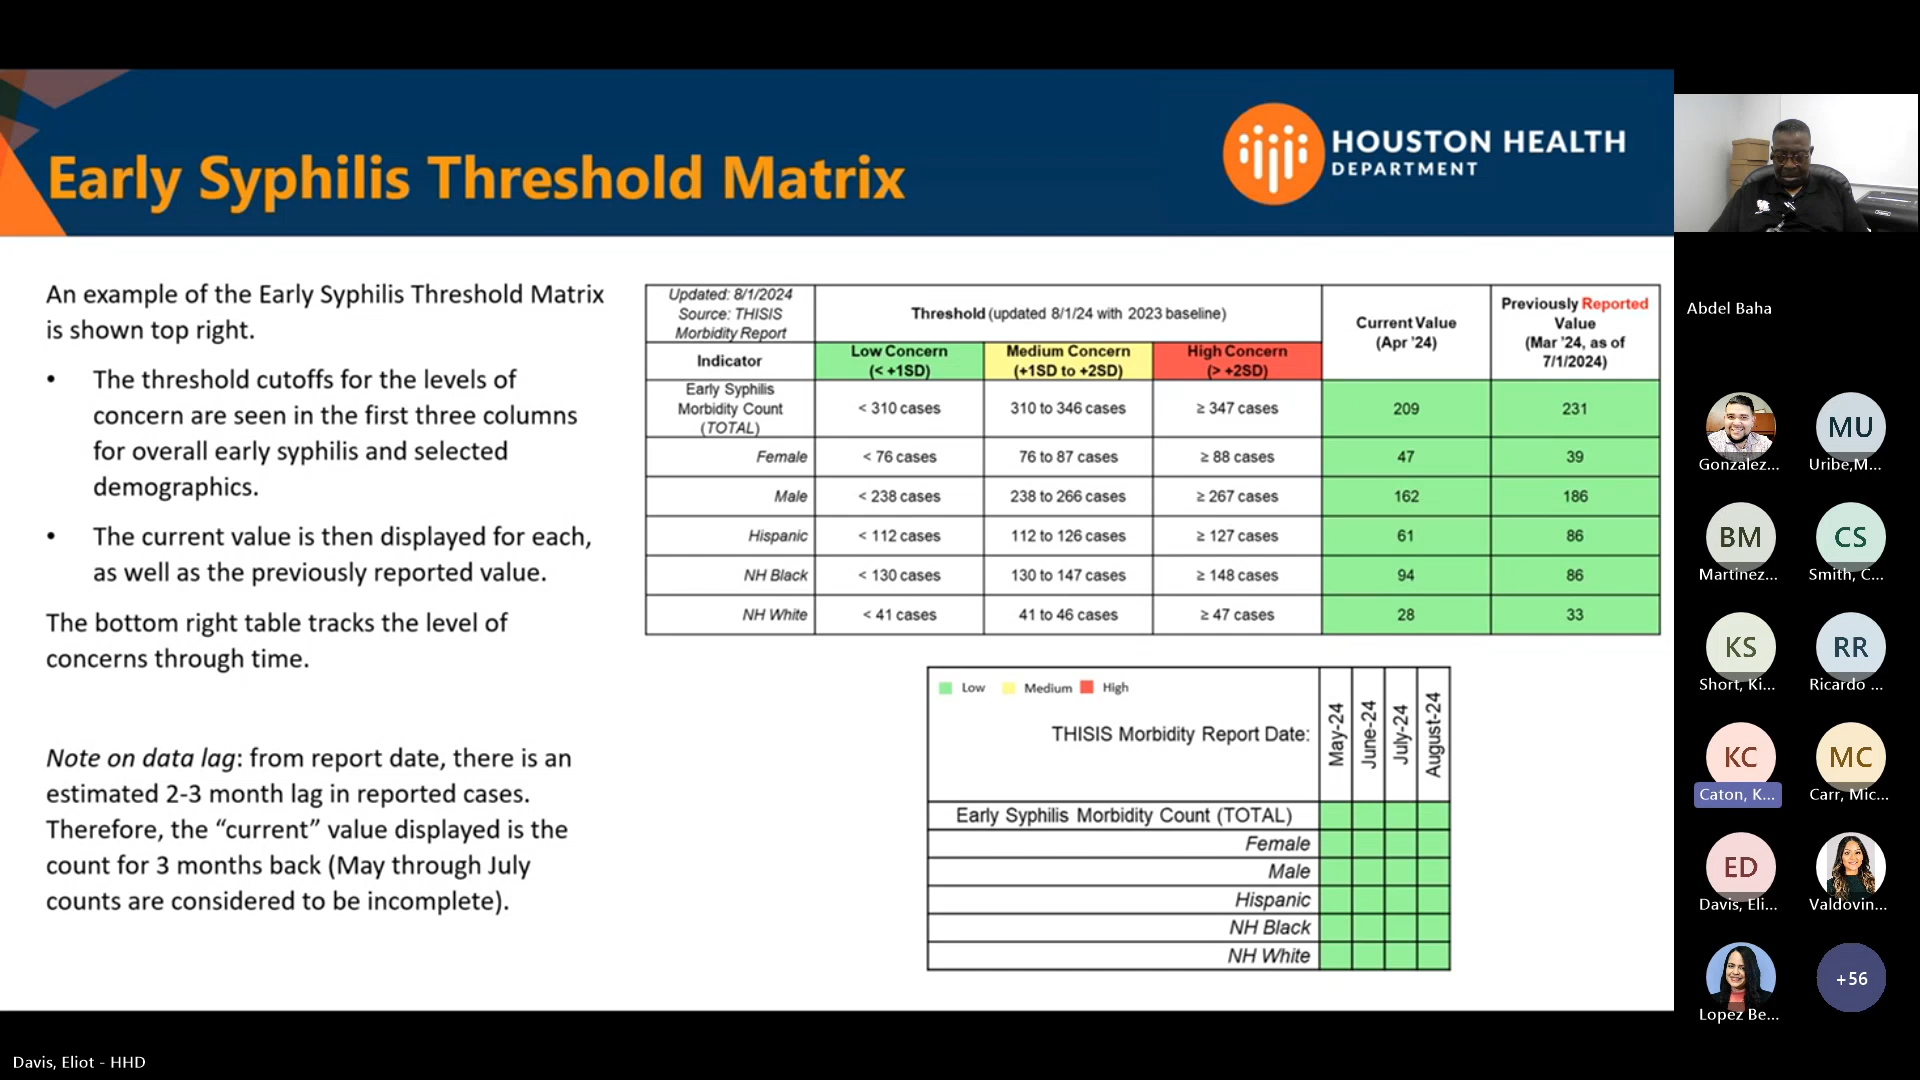 Early Syphilis Threshold Matrix
HOUSTON HEALTH
DEPARTMENT
An example of the Early Syphilis Threshold Matrix
is shown top right.
• The threshold cutoffs for the levels of
concern are seen in the first three columns
for overall early syphilis and selected
demographics.
• The current value is then displayed for each,
as well as the previously reported value.
The bottom right table tracks the level of
concerns through time.
Note on data lag: from report date, there is an
estimated 2-3 month lag in reported cases.
Therefore, the “current” value displayed is the
count for 3 months back (May through July
counts are considered to be incomplete).
Updated: 8/1/2024
Source: THISIS
Morbidity Report
Threshold (updated 8/1/24 with 2023 baseline)
Current Value
(Apr '24)
Previously Reported
Value
(Mar '24, as of
7/1/2024)
Indicator
Low Concern
(< +1SD)
Medium Concern
(+1SD to +2SD)
High Concern
(> +2SD)
Early Syphilis
Morbidity Count
(TOTAL)
< 310 cases 310 to 346 cases ≥ 347 cases 209 231
Female < 76 cases 76 to 87 cases ≥ 88 cases 47 39
Male < 238 cases 238 to 266 cases ≥ 267 cases 162 186
Hispanic < 112 cases 112 to 126 cases ≥ 127 cases 61 86
NH Black < 130 cases 130 to 147 cases ≥ 148 cases 94 86
NH White < 41 cases 41 to 46 cases ≥ 47 cases 28 33
Low Medium High
THISIS Morbidity Report Date:
May-24
June-24
July-24
August-24
Early Syphilis Morbidity Count (TOTAL)
Female
Male
Hispanic
NH Black
NH White
Abdel Baha
Gonzalez...
MU
Uribe,M...
BM
Martinez...
CS
Smith, C...
KS
Short, Ki...
RR
Ricardo ...
KC
Caton, K...
MC
Carr, Mic...
ED
Davis, Eli...
Valdovin...
Lopez Be...
+56
Davis, Eliot - HHD